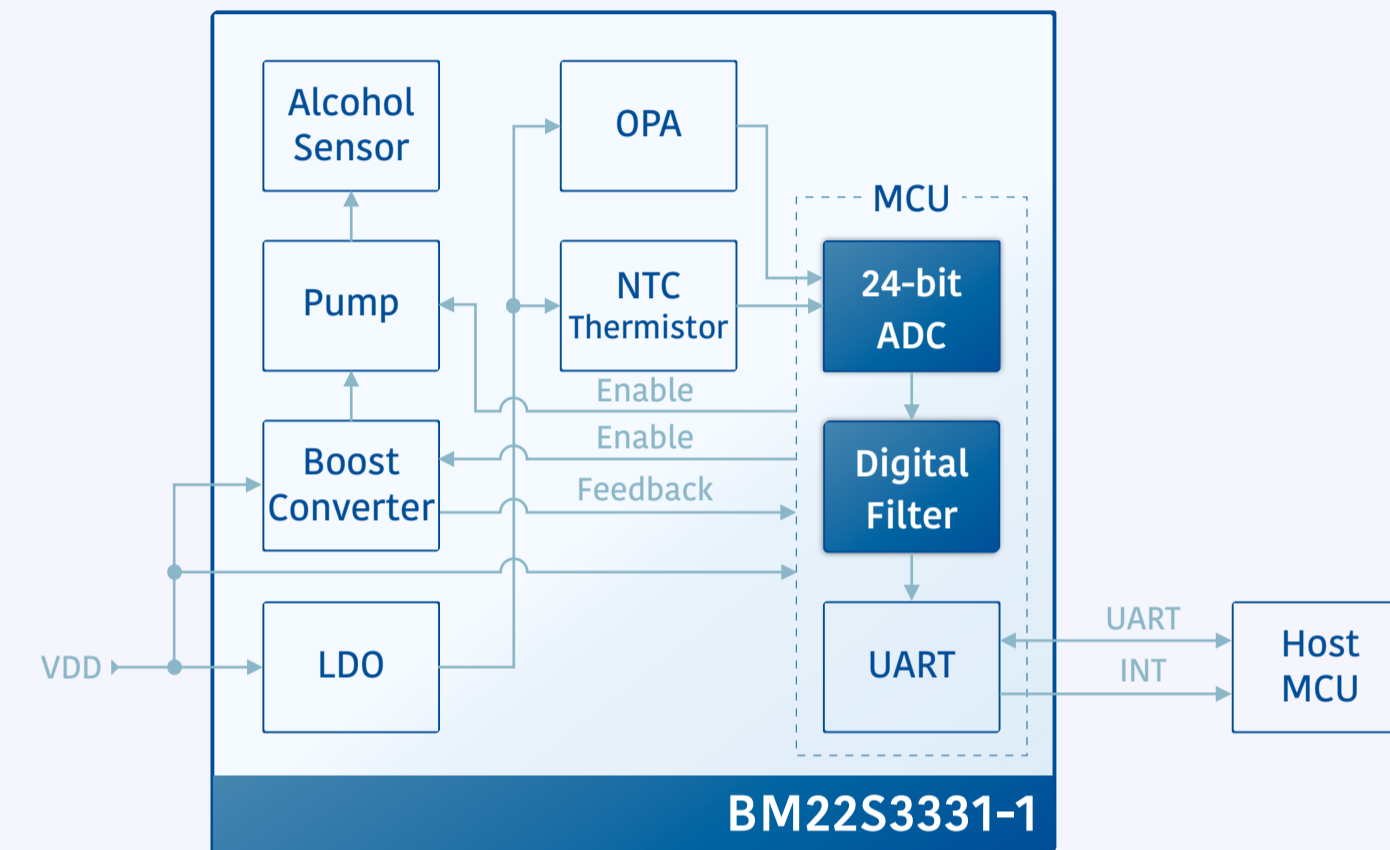 Alcohol
Sensor
OPA
MCU
Pump
NTC
Thermistor
24-bit
ADC
Enable
Enable
Boost
Converter
Feedback
Digital
Filter
VDD
LDO
UART
UART
INT
Host
MCU
BM22S3331-1